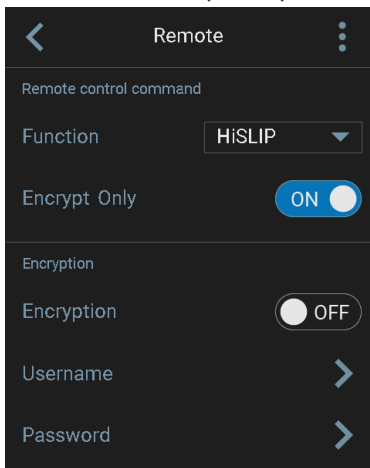 Remote
Remote control command
Function HiSLIP
Encrypt Only ON
Encryption
Encryption OFF
Username
Password